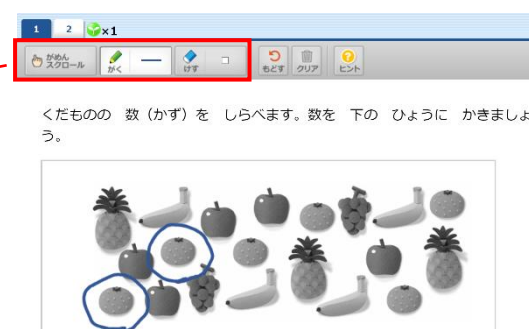 1 2 ×1
がめん
スクロール
かく
けす
もどす
クリア
ヒント
くだものの 数（かず）を しらべます。数を 下の ひょうに かきましょ
う。